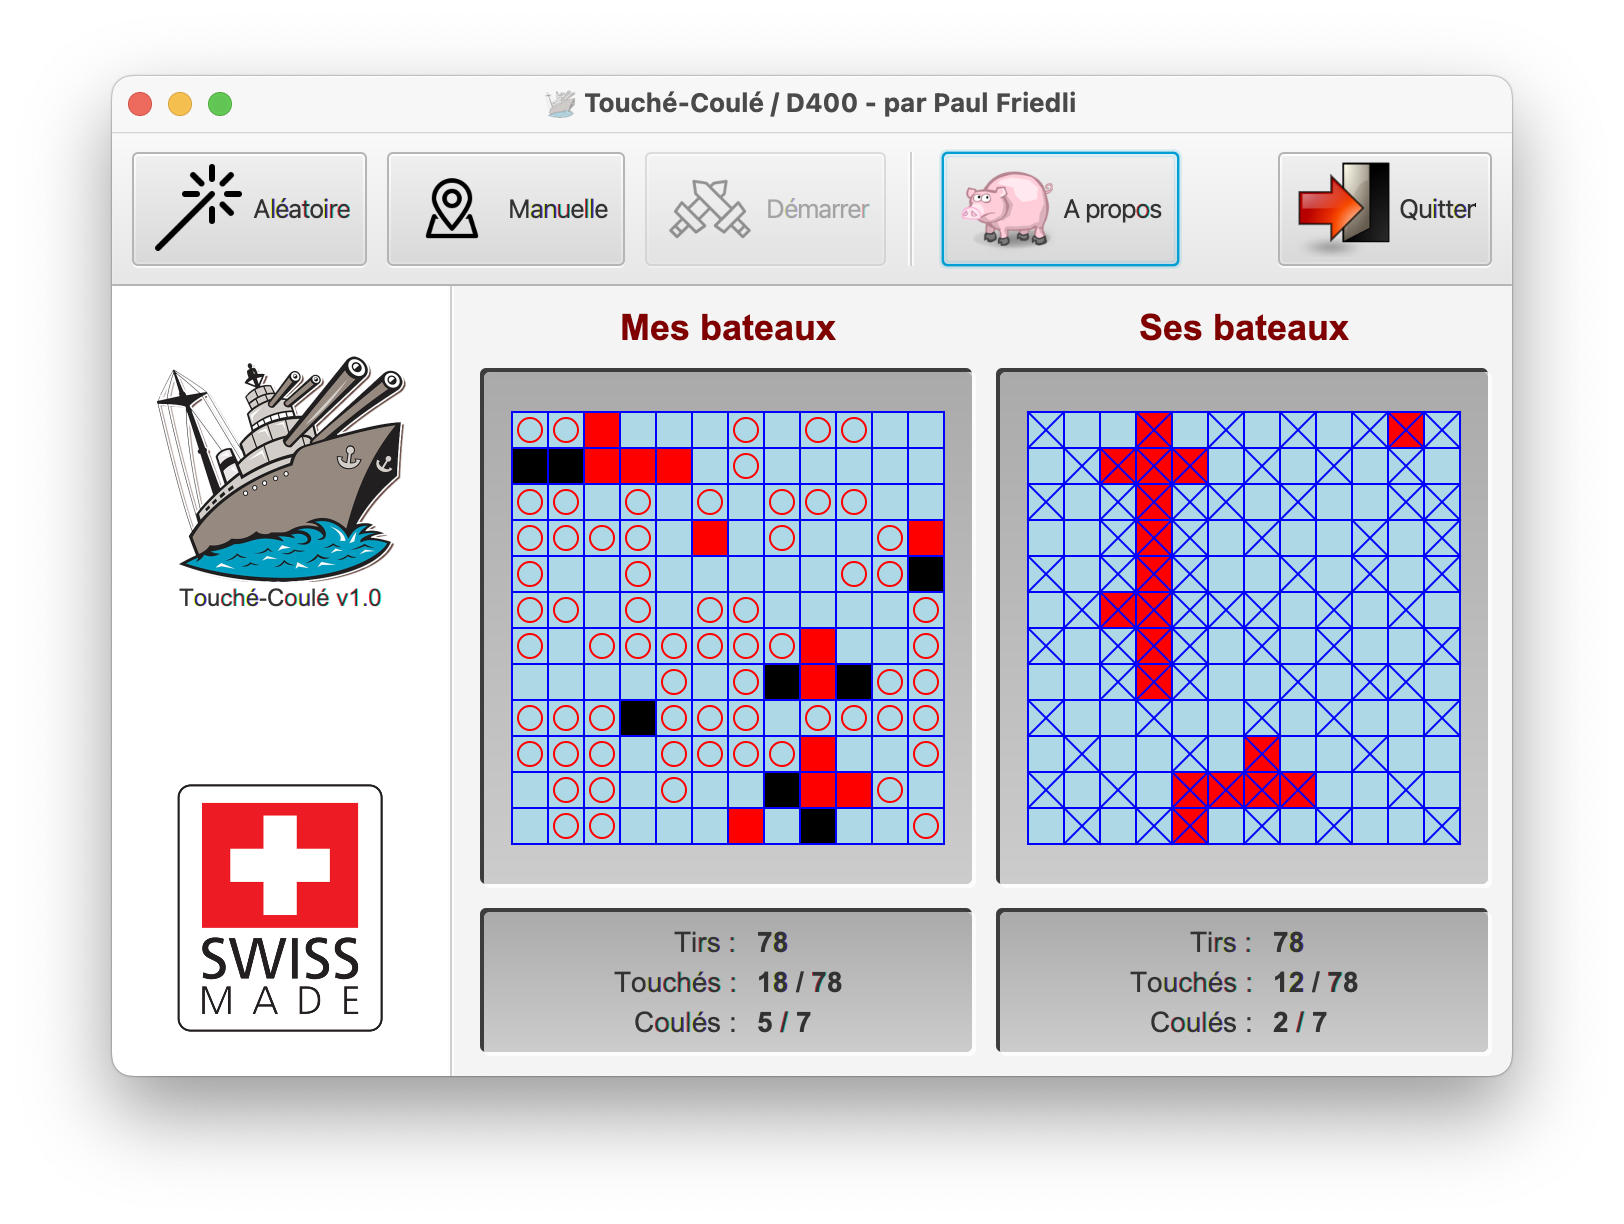 Touché-Coulé / D400 - par Paul Friedli
Aléatoire
Manuelle
Démarrer
A propos
Quitter
Touché-Coulé v1.0
SWISS
MADE
Mes bateaux
Tirs : 78
Touchés : 18 / 78
Coulés : 5 / 7
Ses bateaux
Tirs : 78
Touchés : 12 / 78
Coulés : 2 / 7